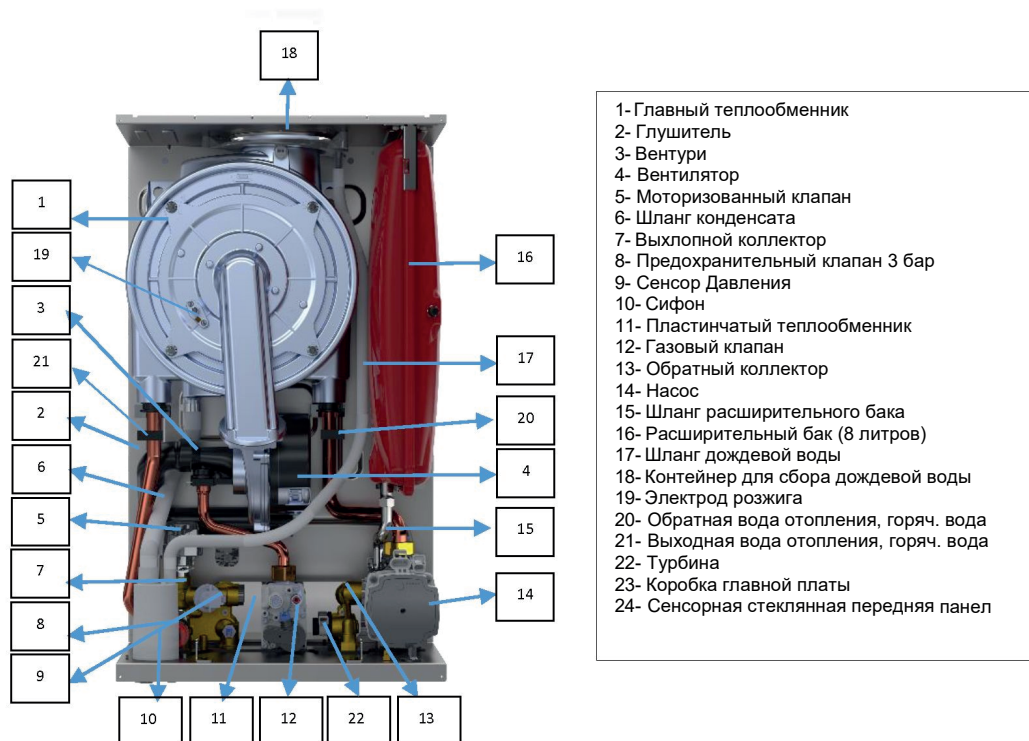 18
1
19
3
21
2
6
5
7
8
9
16
17
20
4
15
14
10
11
12
22
13
1- Главный теплообменник
2- Глушитель
3- Вентури
4- Вентилятор
5- Моторизованный клапан
6- Шланг конденсата
7- Выхлопной коллектор
8- Предохранительный клапан 3 бар
9- Сенсор Давления
10- Сифон
11- Пластинчатый теплообменник
12- Газовый клапан
13- Обратный коллектор
14- Насос
15- Шланг расширительного бака
16- Расширительный бак (8 литров)
17- Шланг дождевой воды
18- Контейнер для сбора дождевой воды
19- Электрод розжига
20- Обратная вода отопления, горяч. вода
21- Выходная вода отопления, горяч. вода
22- Турбина
23- Коробка главной платы
24- Сенсорная стеклянная передняя панел